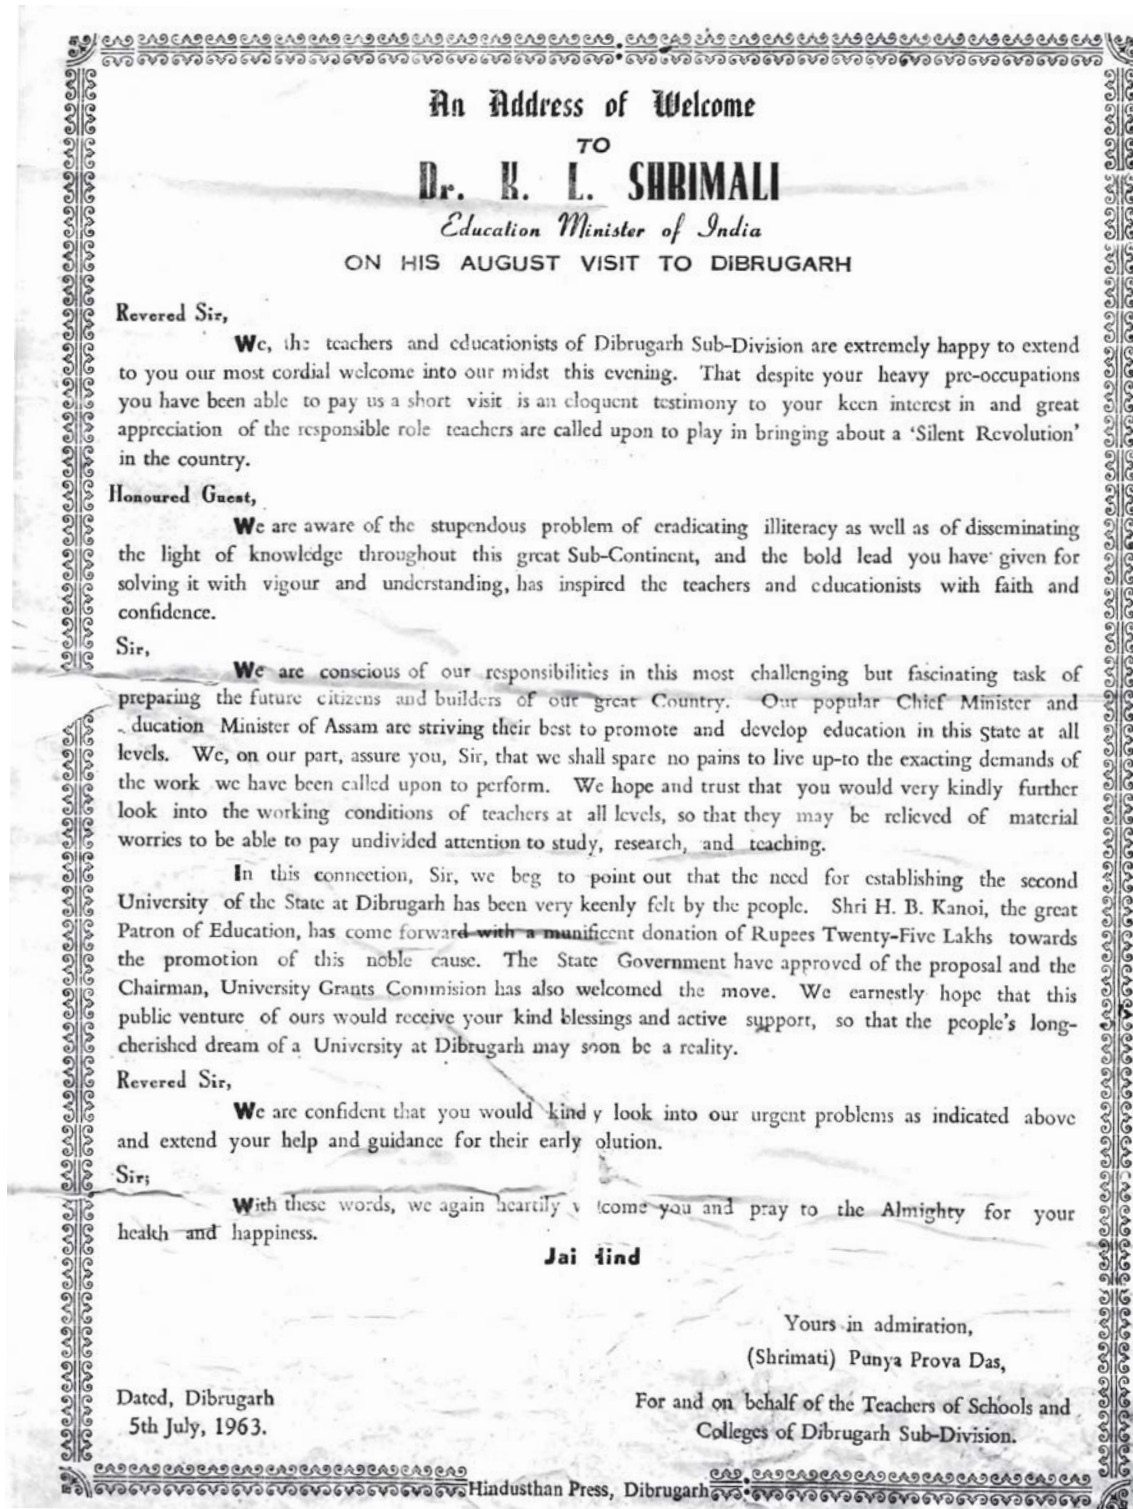 An Address of Welcome
TO
Dr. K. L. SHRIMALI
Education Minister of India
ON HIS AUGUST VISIT TO DIBRUGARH
Revered Sir,
We, the teachers and educationists of Dibrugarh Sub-Division are extremely happy to extend
to you our most cordial welcome into our midst this evening. That despite your heavy pre-occupations
you have been able to pay us a short visit is an eloquent testimony to your keen interest in and great
appreciation of the responsible role teachers are called upon to play in bringing about a ‘Silent Revolution’
in the country.
Honoured Guest,
We are aware of the stupendous problem of eradicating illiteracy as well as of disseminating
the light of knowledge throughout this great Sub-Continent, and the bold lead you have given for
solving it with vigour and understanding, has inspired the teachers and educationists with faith and
confidence.
Sir,
We are conscious of our responsibilities in this most challenging but fascinating task of
preparing the future citizens and builders of our great Country. Our popular Chief Minister and
ducation Minister of Assam are striving their best to promote and develop education in this State at all
levels. We, on our part, assure you, Sir, that we shall spare no pains to live up-to the exacting demands of
the work we have been called upon to perform. We hope and trust that you would very kindly further
look into the working conditions of teachers at all levels, so that they may be relieved of material
worries to be able to pay undivided attention to study, research, and teaching.
In this connection, Sir, we beg to point out that the need for establishing the second
University of the State at Dibrugarh has been very keenly felt by the people. Shri H. B. Kanoi, the great
Patron of Education, has come forward with a munificent donation of Rupees Twenty-Five Lakhs towards
the promotion of this noble cause. The State Government have approved of the proposal and the
Chairman, University Grants Commision has also welcomed the move. We earnestly hope that this
public venture of ours would receive your kind blessings and active support, so that the people's long-
cherished dream of a University at Dibrugarh may soon be a reality.
Revered Sir,
We are confident that you would kind y look into our urgent problems as indicated above
and extend your help and guidance for their early olution.
Sir;
With these words, we again heartily w lcome you and pray to the Almighty for your
health and happiness.
Jai Hind
Yours in admiration,
(Shrimati) Punya Prova Das,
Dated, Dibrugarh
5th July, 1963.
For and on behalf of the Teachers of Schools and
Colleges of Dibrugarh Sub-Division.
Hindusthan Press, Dibrugarh